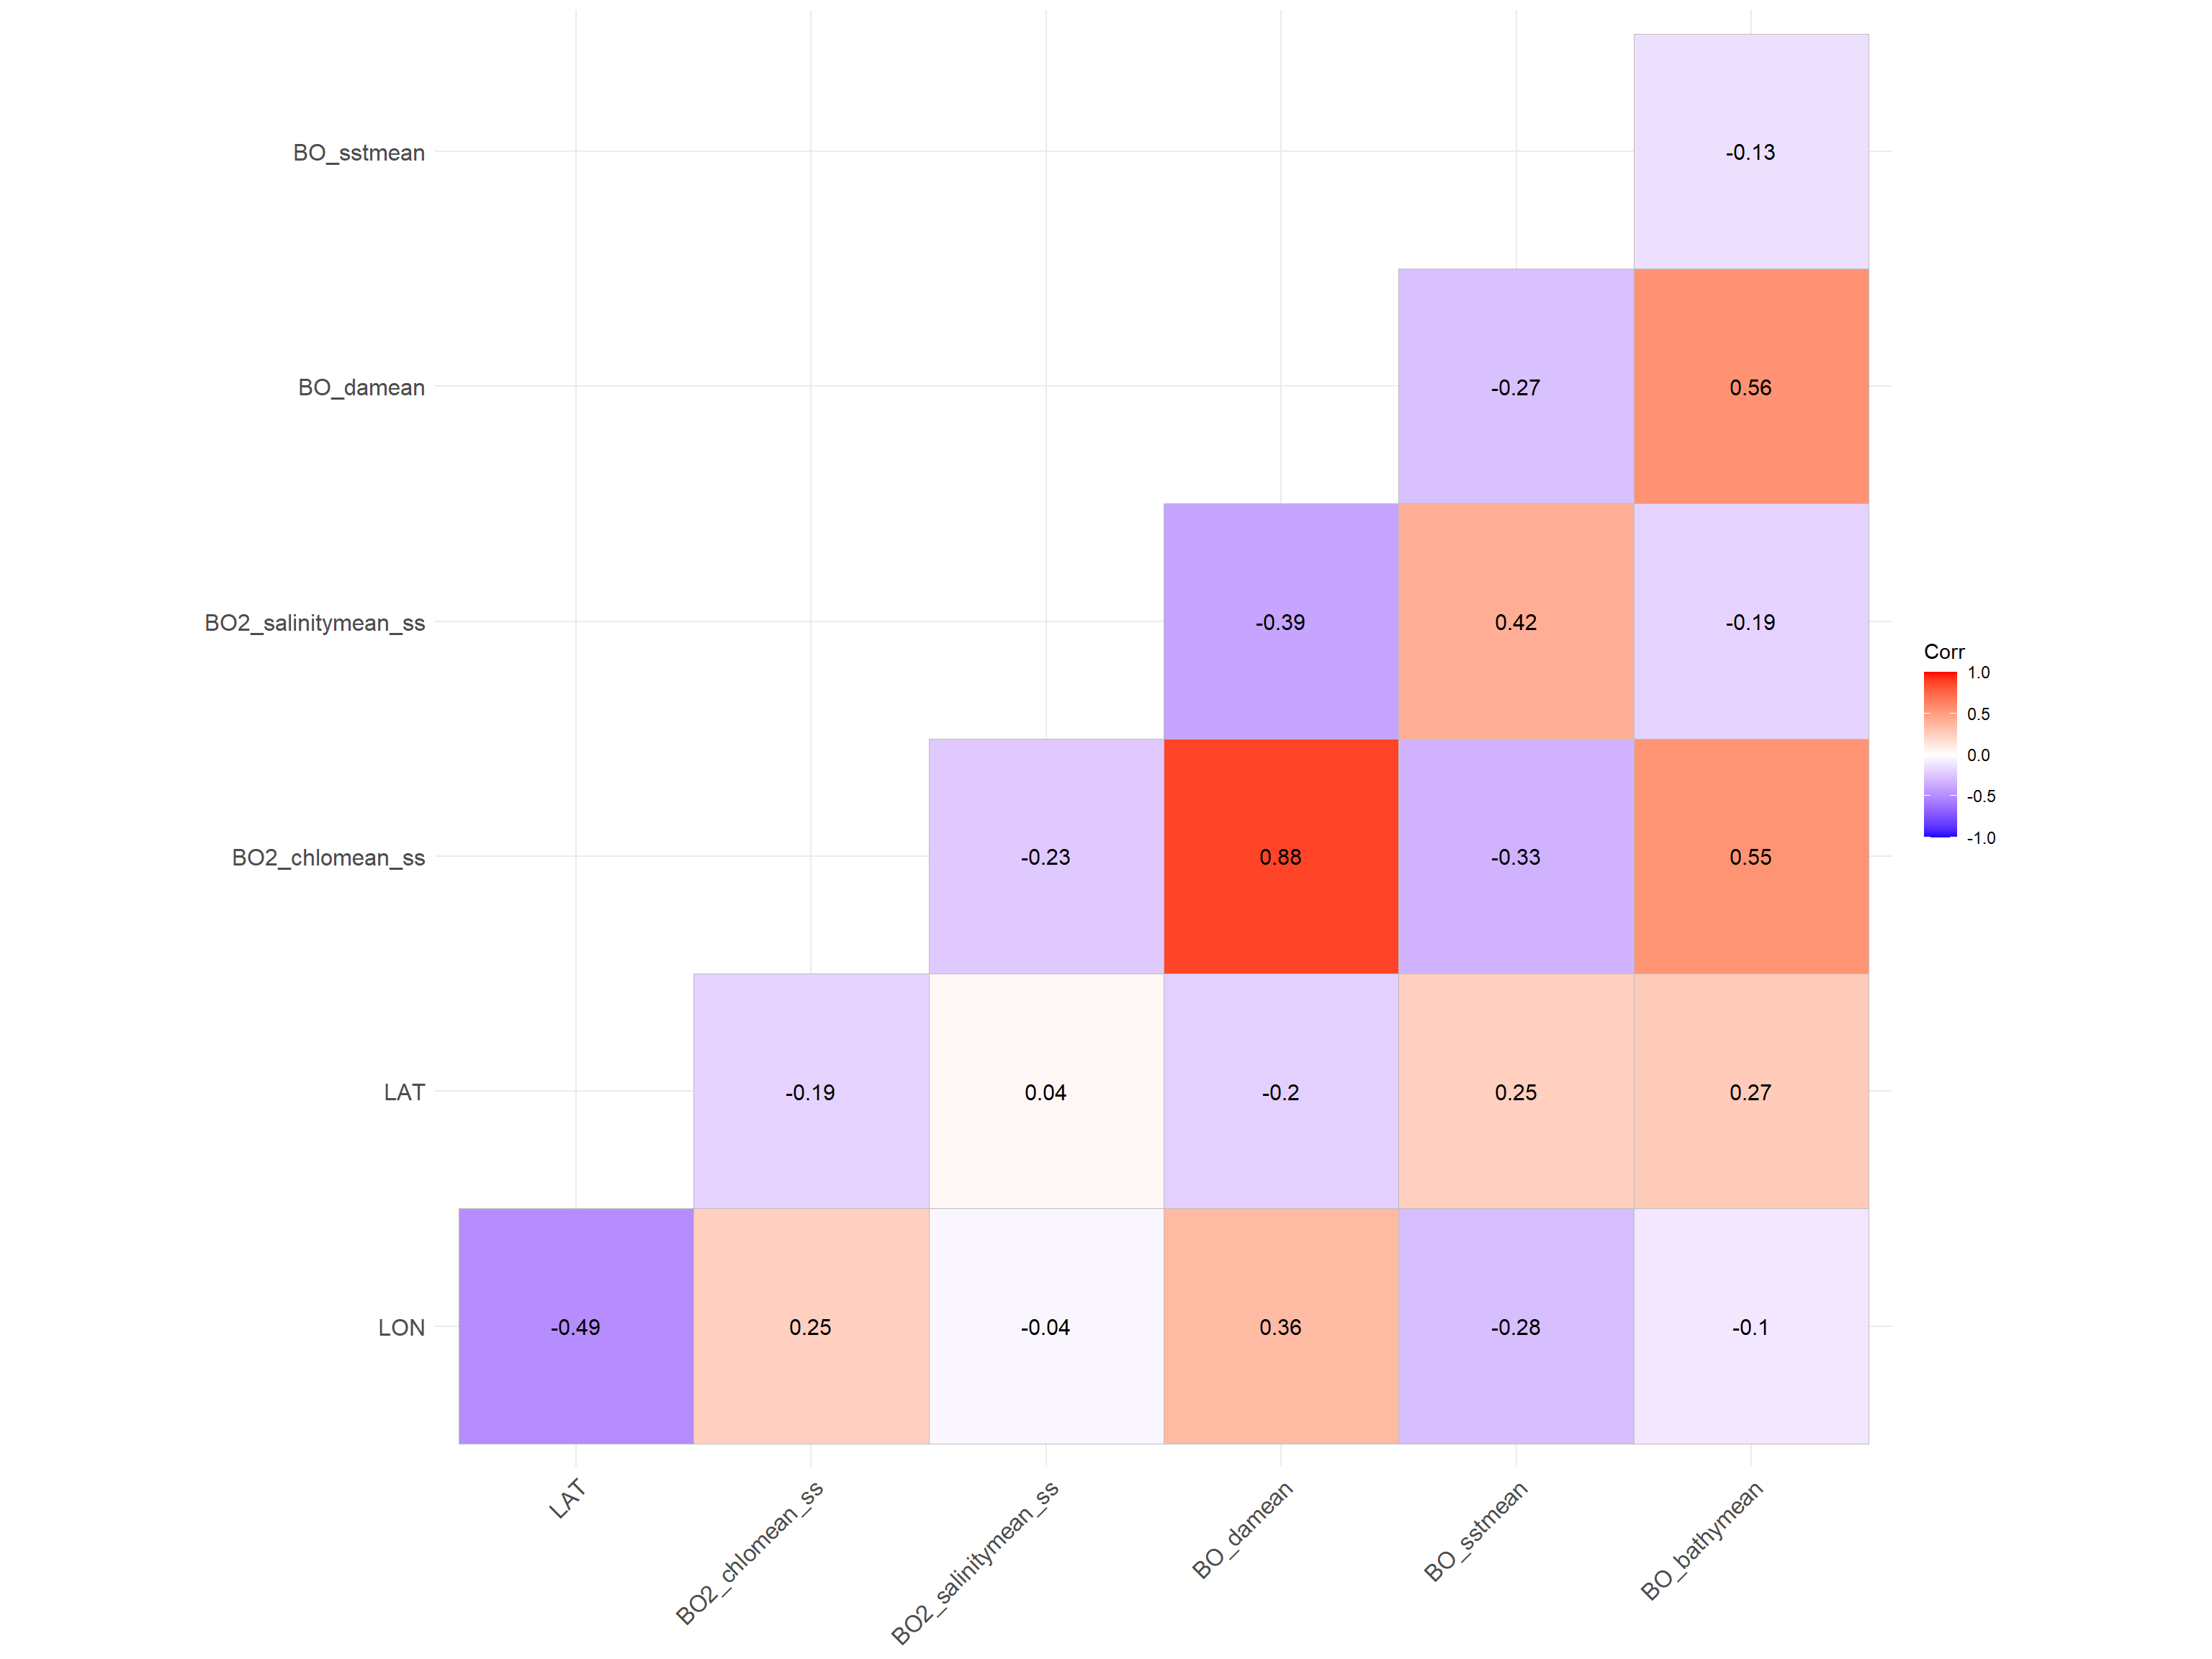 BO_sstmean
-0.13
BO_damean
-0.27
0.56
BO2_salinitymean_ss
-0.39
0.42
-0.19
Corr
1.0
0.5
0.0
-0.5
-1.0
BO2_chlomean_ss
-0.23
0.88
-0.33
0.55
LAT
-0.19
0.04
-0.2
0.25
0.27
LON
-0.49
0.25
-0.04
0.36
-0.28
-0.1
LAT
BO2_chlomean_ss
BO2_salinitymean_ss
BO_damean
BO_sstmean
BO_bathymean